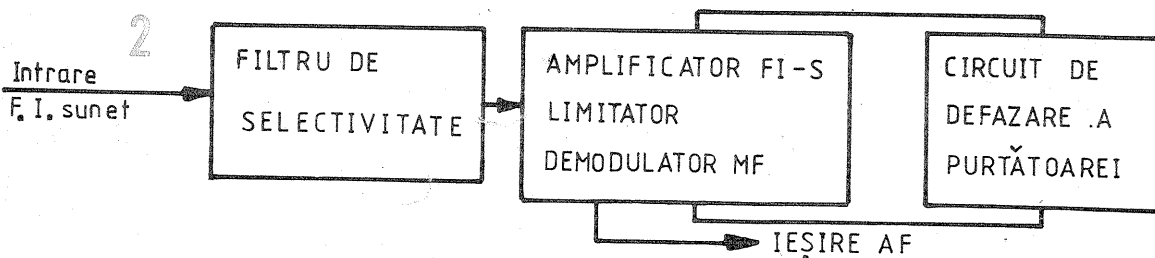 2
Intrare
F.I. sunet
FILTRU DE
SELECTIVITATE
AMPLIFICATOR FI-S
LIMITATOR
DEMODULATOR MF
CIRCUIT DE
DEFAZARE .A
PURTĂTOAREI
IEȘIRE AF